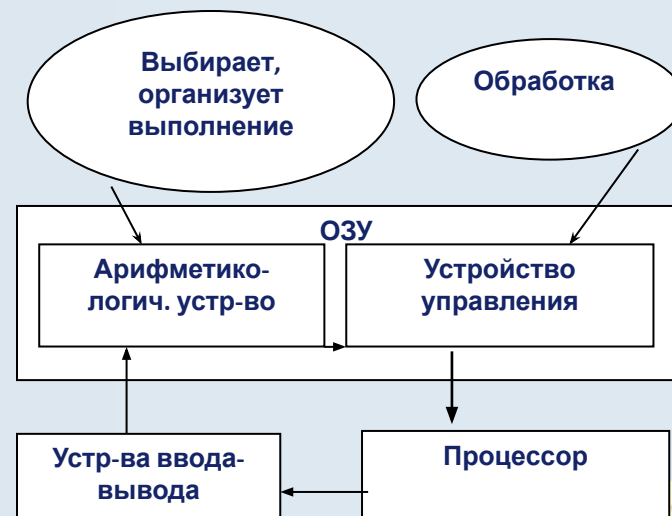 Выбирает,
организует
выполнение
Обработка
ОЗУ
Арифметико-
логич. устр-во
Устройство
управления
Устр-ва ввода-
вывода
Процессор